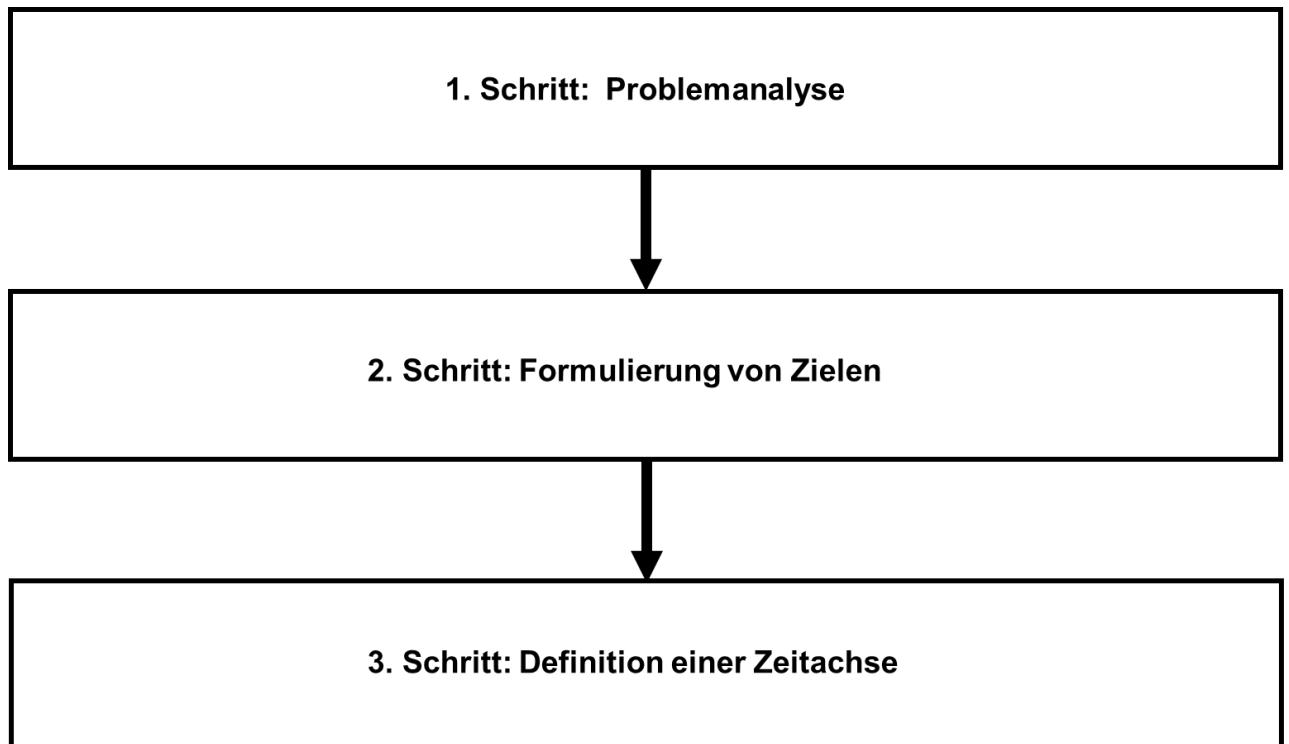 1. Schritt: Problemanalyse
2. Schritt: Formulierung von Zielen
3. Schritt: Definition einer Zeitachse